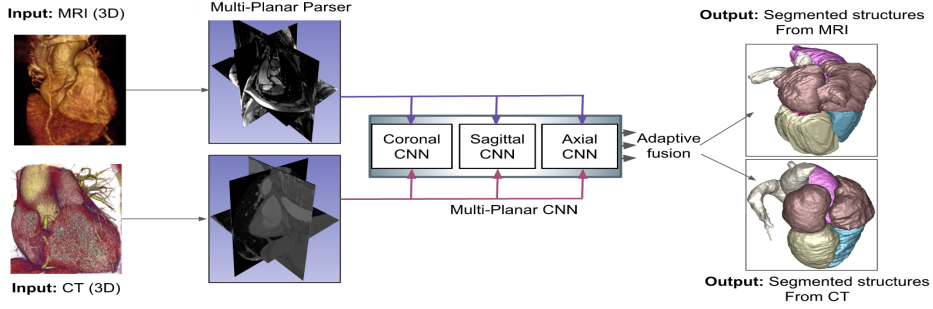 Input: MRI (3D)
Multi-Planar Parser
Output: Segmented structures
From MRI
Coronal
CNN
Sagittal
CNN
Axial
CNN
Adaptive
fusion
Multi-Planar CNN
Input: CT (3D)
Output: Segmented structures
From CT